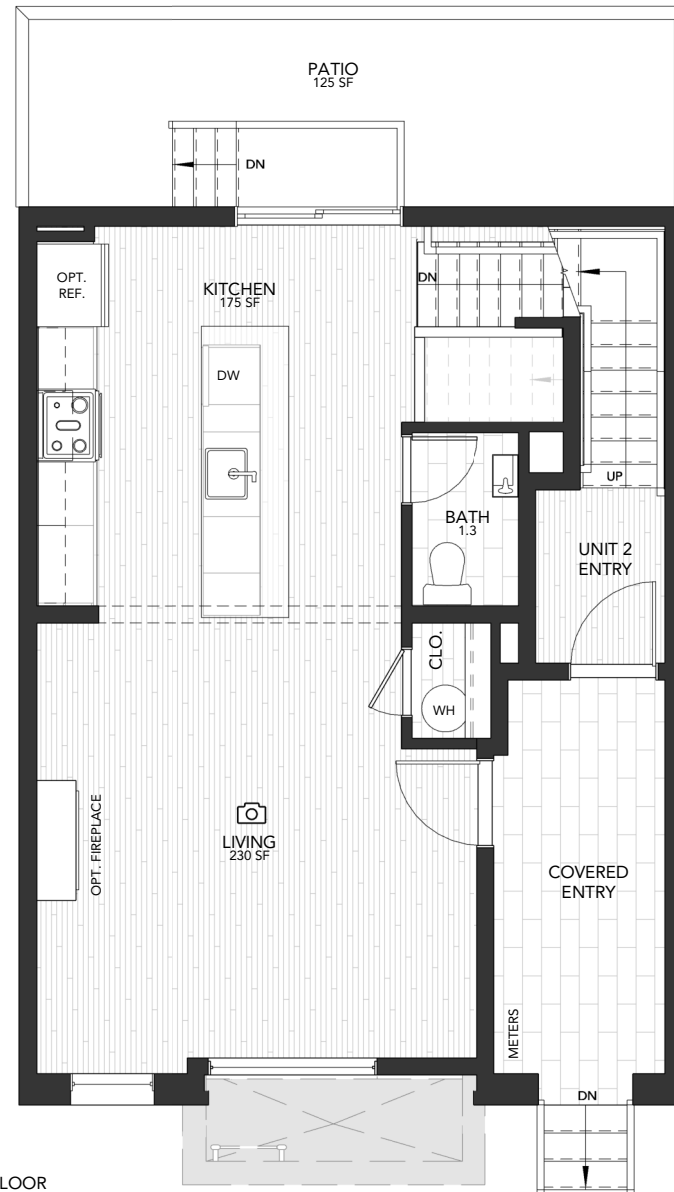 PATIO
125 SF
DN
OPT.
REF.
KITCHEN
175 SF
DN
DW
UP
BATH
1.3
UNIT 2
ENTRY
CLO.
WH
OPT. FIREPLACE
LIVING
230 SF
COVERED
ENTRY
METERS
DN
LOOR